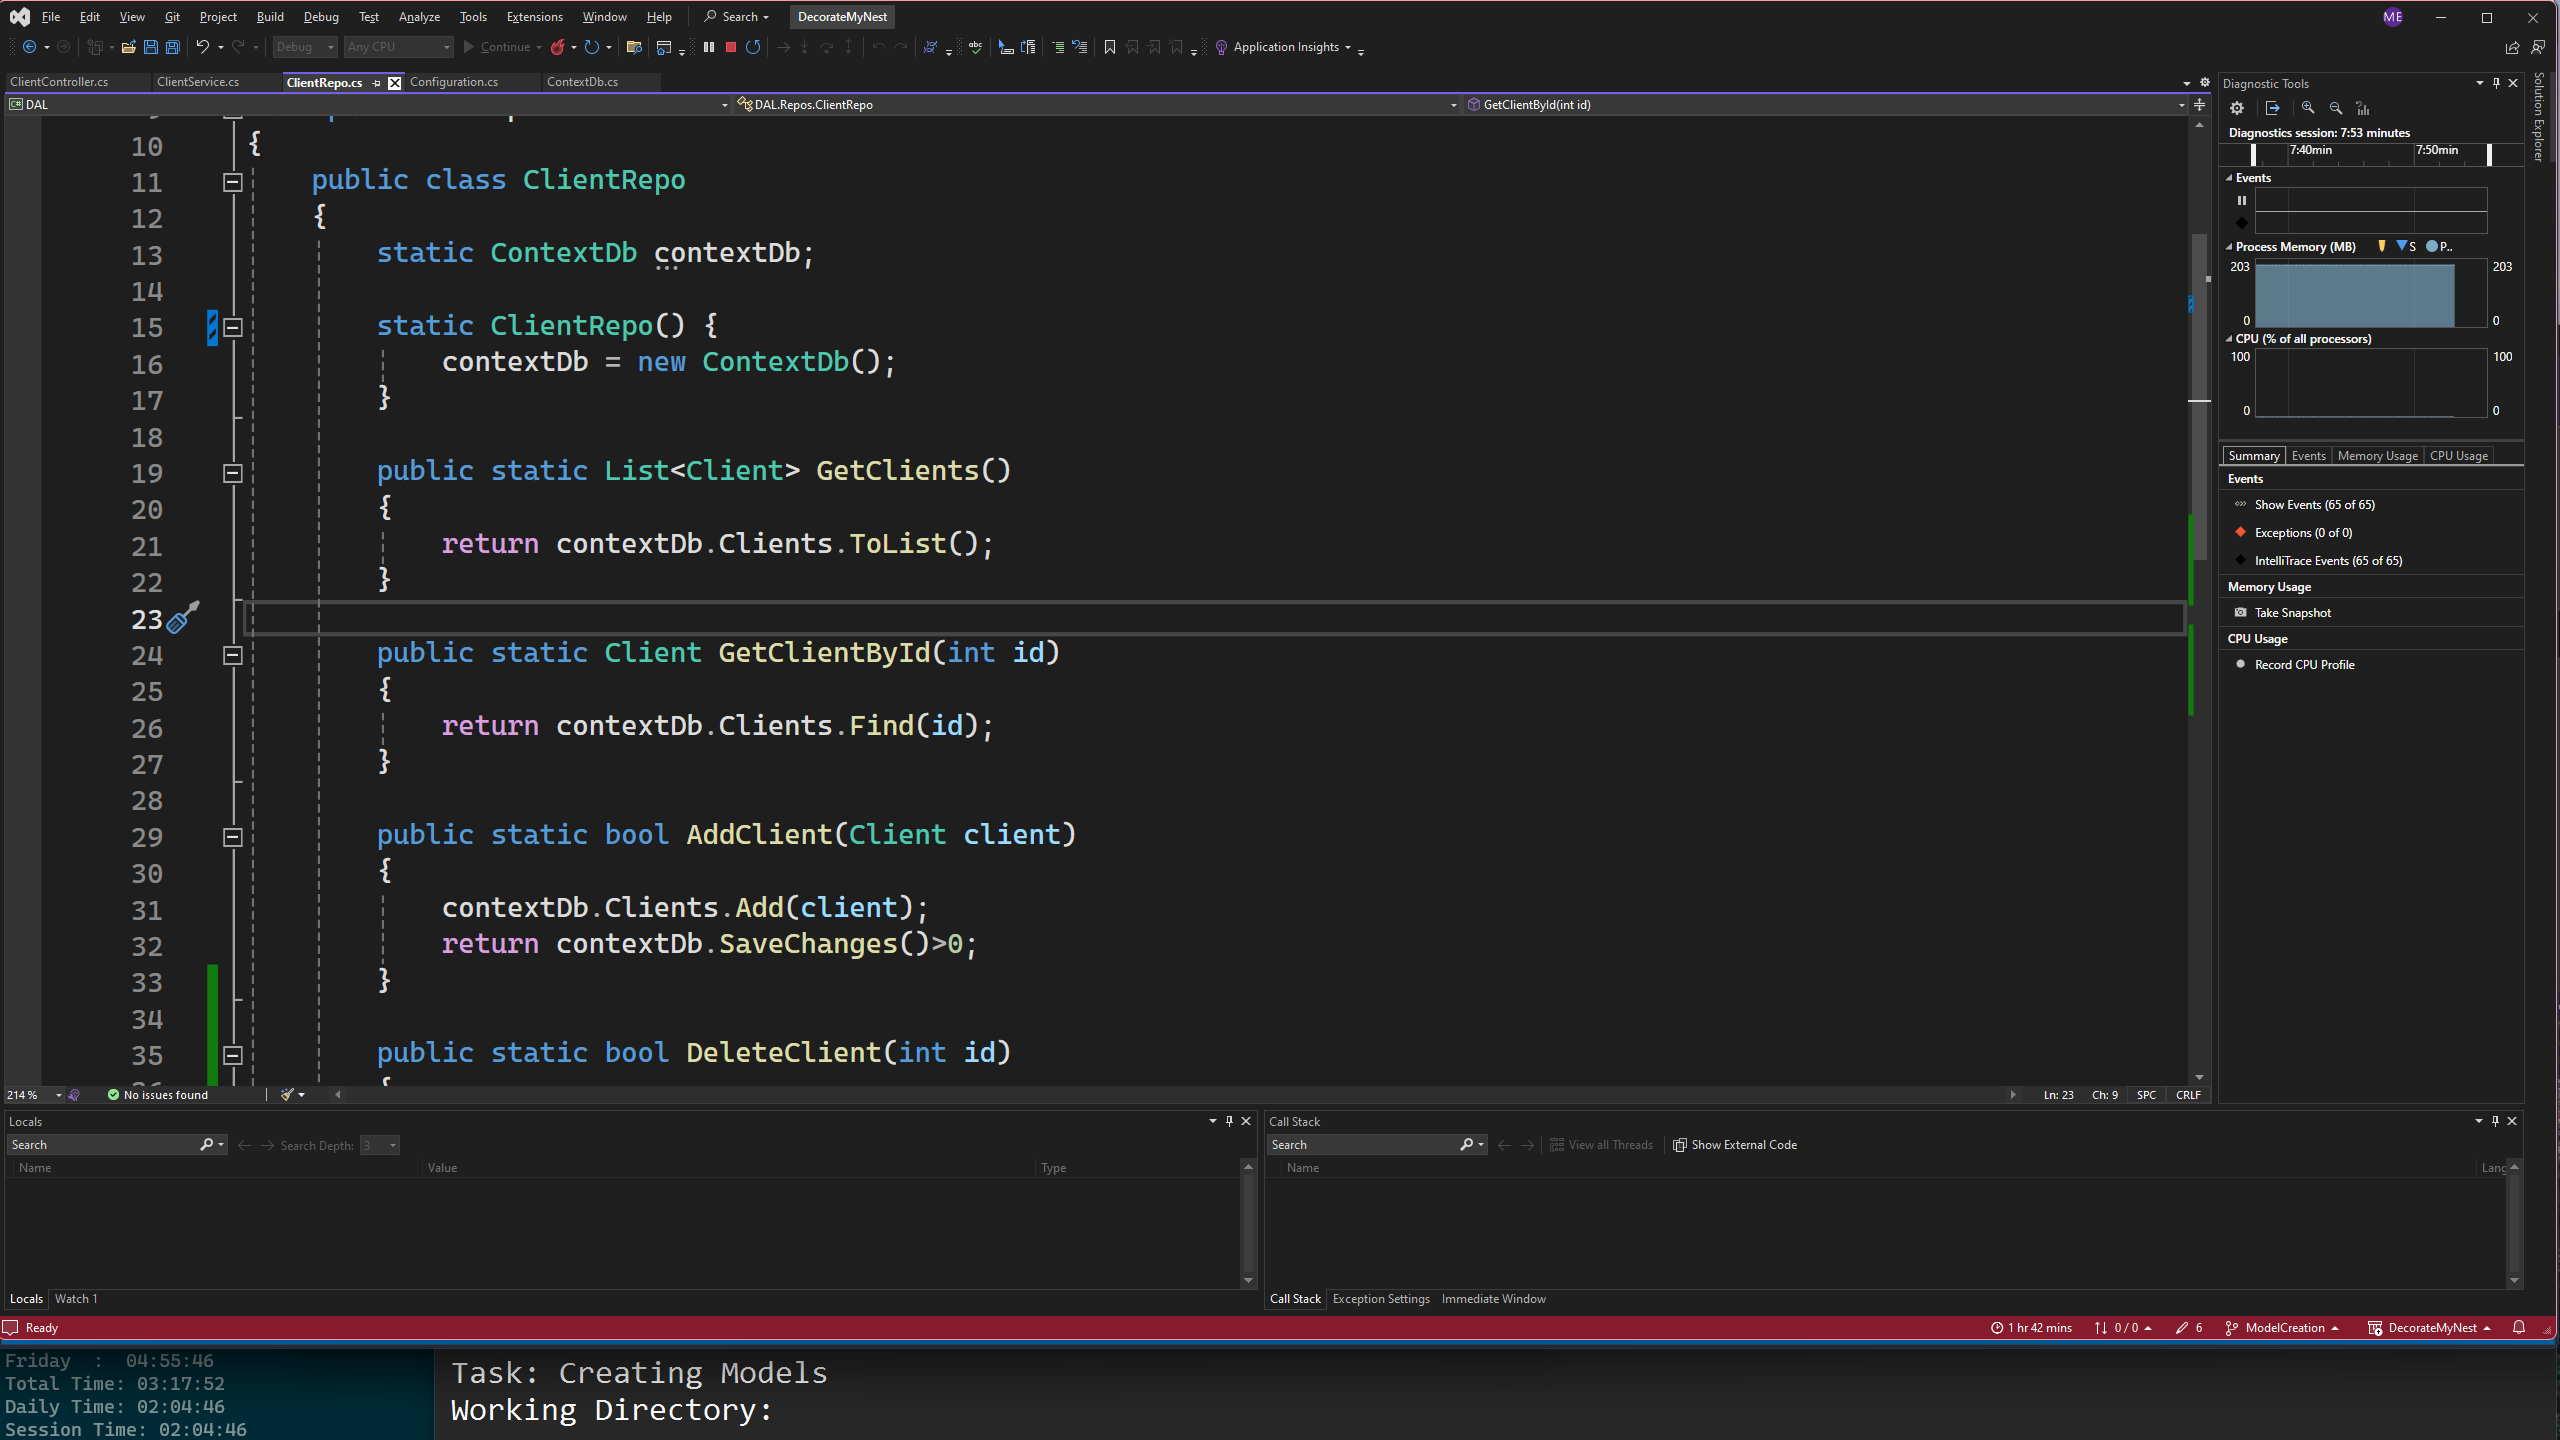 File Edit View Git Project Build Debug Test Analyze Tools Extensions Window Help Search DecorateMyNest ME
Debug Any CPU Continue Application Insights
ClientController.cs ClientService.cs ClientRepo.cs Configuration.cs ContextDb.cs
DAL DAL.Repos.ClientRepo GetClientById(int id)
10 {
11 public class ClientRepo
12 {
13 static ContextDb contextDb;
14
15 static ClientRepo() {
16 contextDb = new ContextDb();
17 }
18
19 public static List<Client> GetClients()
20 {
21 return contextDb.Clients.ToList();
22 }
23
24 public static Client GetClientById(int id)
25 {
26 return contextDb.Clients.Find(id);
27 }
28
29 public static bool AddClient(Client client)
30 {
31 contextDb.Clients.Add(client);
32 return contextDb.SaveChanges()>0;
33 }
34
35 public static bool DeleteClient(int id)
{
214 % No issues found Ln: 23 Ch: 9 SPC CRLF
Diagnostic Tools
Diagnostics session: 7:53 minutes
7:40min 7:50min
Events
Process Memory (MB) S P..
203 203
0 0
CPU (% of all processors)
100 100
0 0
Summary Events Memory Usage CPU Usage
Events
Show Events (65 of 65)
Exceptions (0 of 0)
IntelliTrace Events (65 of 65)
Memory Usage
Take Snapshot
CPU Usage
Record CPU Profile
Solution Explorer
Locals
Search Search Depth: 3
Name Value Type
Locals Watch 1
Call Stack
Search View all Threads Show External Code
Name Lang
Call Stack Exception Settings Immediate Window
Ready 1 hr 42 mins 0 / 0 6 ModelCreation DecorateMyNest
Friday : 04:55:46
Total Time: 03:17:52
Daily Time: 02:04:46
Session Time: 02:04:46
Task: Creating Models
Working Directory: